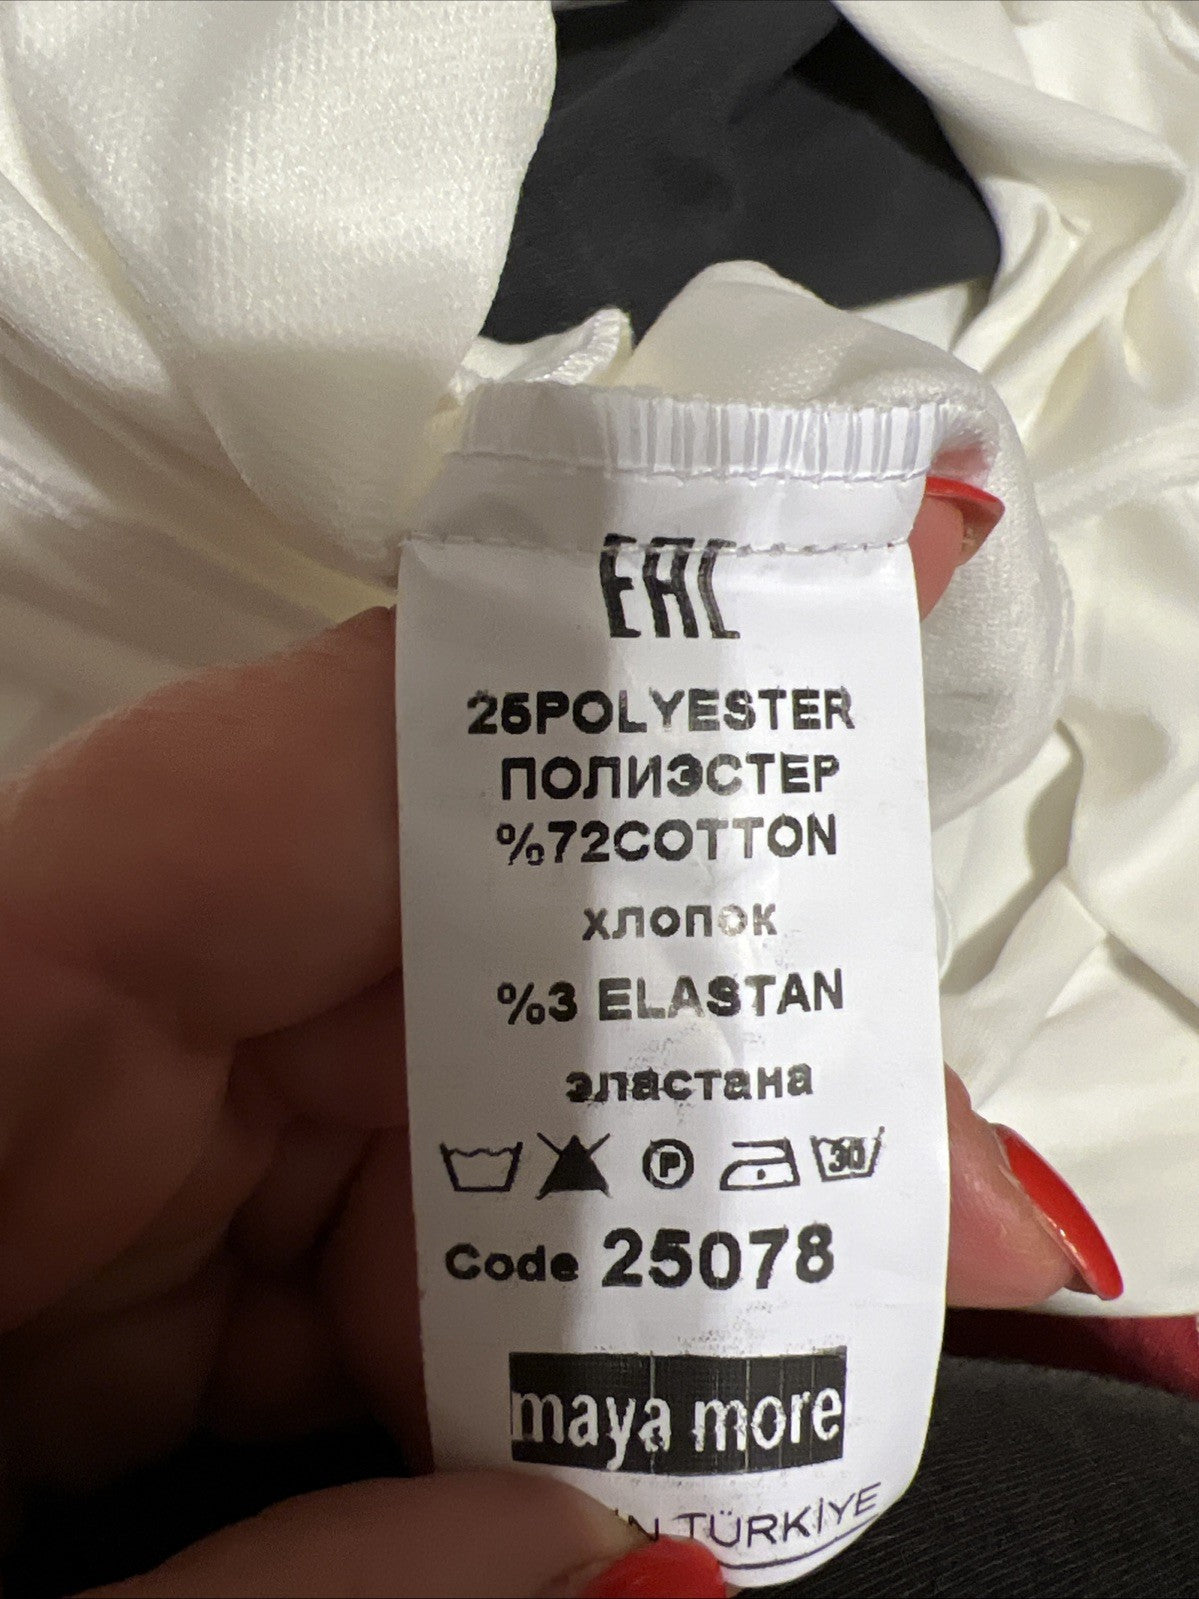 EAC
25POLYESTER
ПОЛИЭСТЕР
%72COTTON
хлопок
%3 ELASTAN
эластана
P 30
Code 25078
maya more
TÜRKİYE